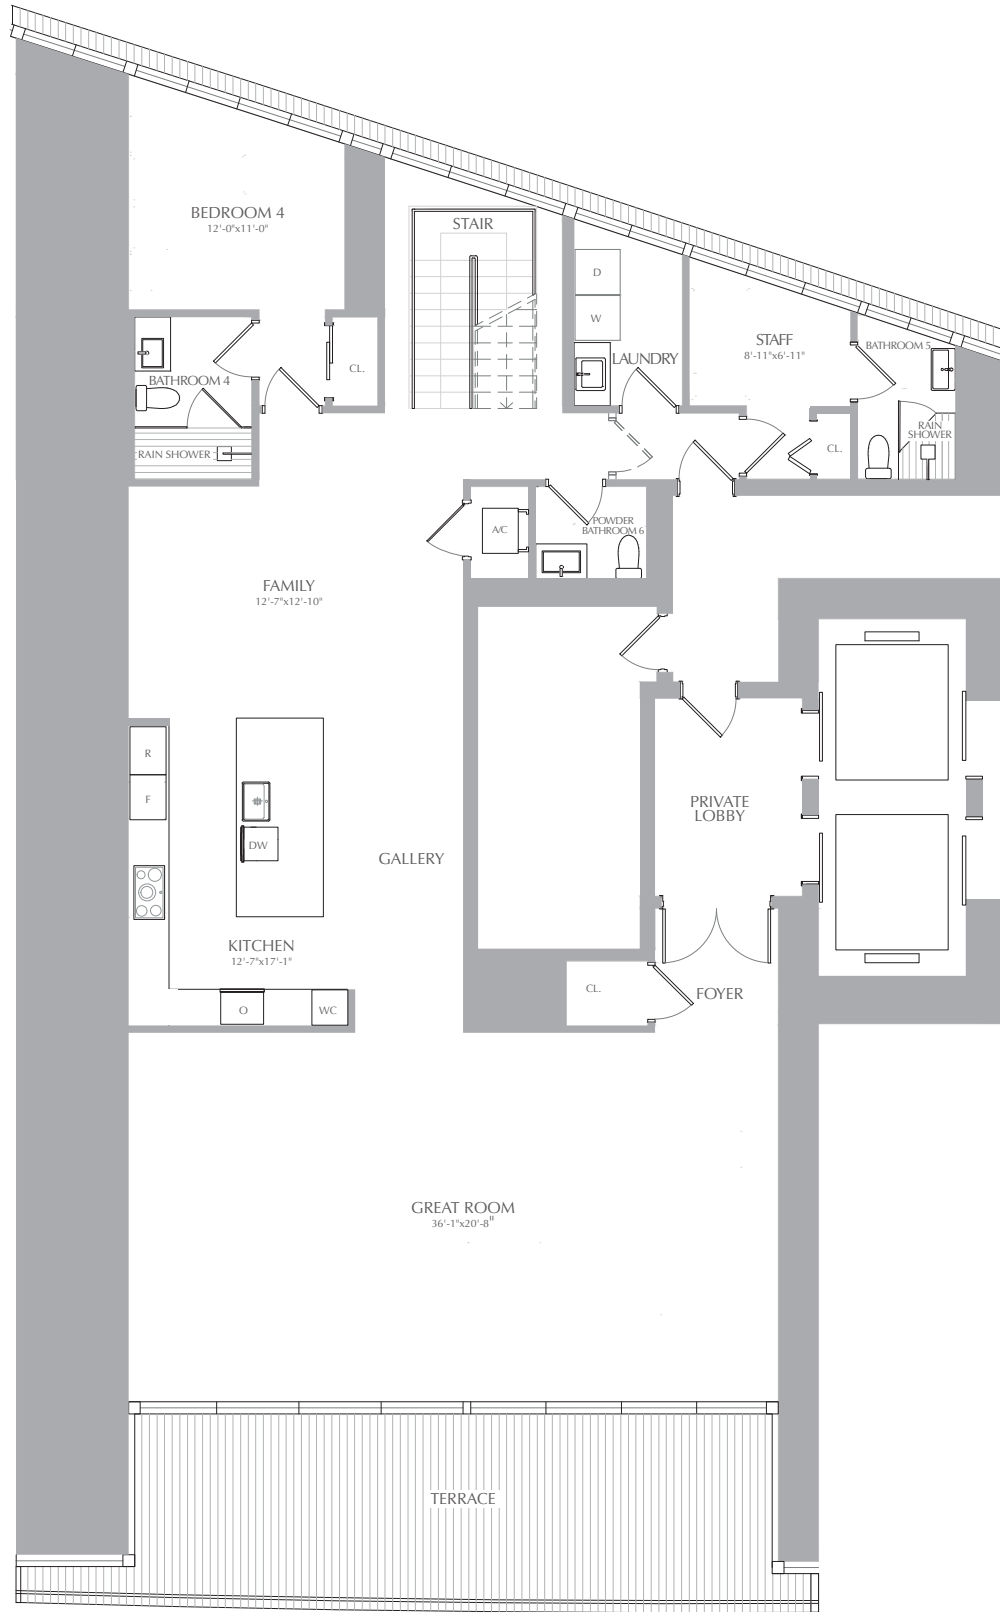 BEDROOM 4
12'-0"x11'-0"
STAIR
D
W
LAUNDRY
STAFF
8'-11"x6'-11"
BATHROOM 5
CL.
BATHROOM 4
RAIN SHOWER
RAIN
SHOWER
CL.
A/C
POWDER
BATHROOM 6
FAMILY
12'-7"x12'-10"
R
F
DW
PRIVATE
LOBBY
GALLERY
KITCHEN
12'-7"x17'-1"
O
WC
CL.
FOYER
GREAT ROOM
36'-1"x20'-8"
TERRACE